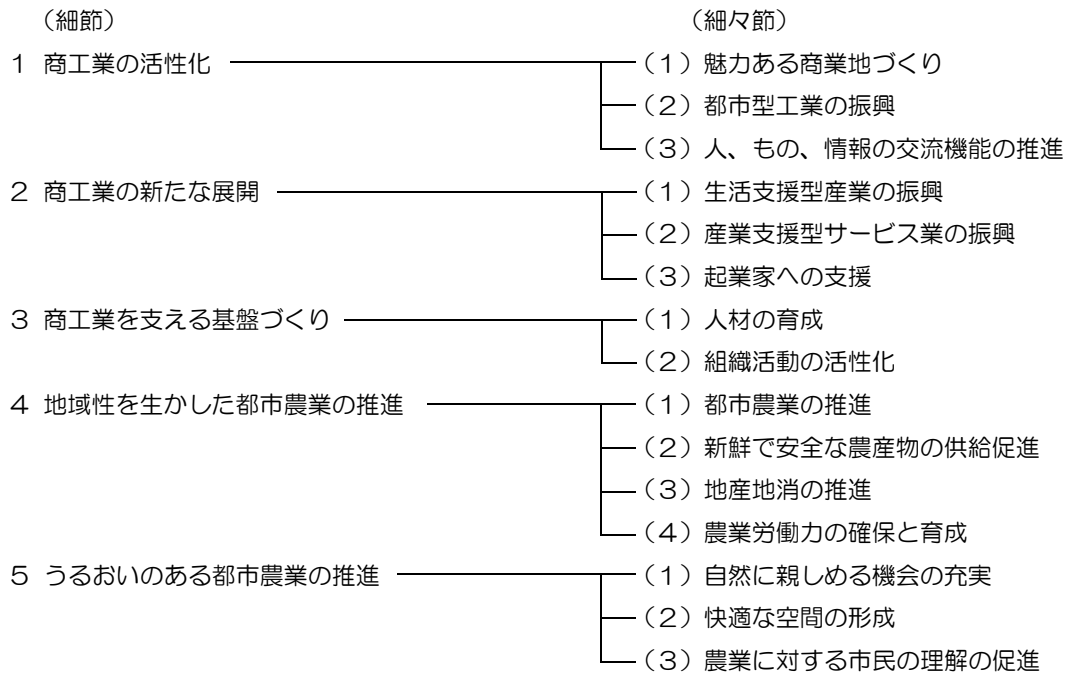 （細節） （細々節）
１ 商工業の活性化 （１）魅力ある商業地づくり
（２）都市型工業の振興
（３）人、もの、情報の交流機能の推進
２ 商工業の新たな展開 （１）生活支援型産業の振興
（２）産業支援型サービス業の振興
（３）起業家への支援
３ 商工業を支える基盤づくり （１）人材の育成
（２）組織活動の活性化
４ 地域性を生かした都市農業の推進 （１）都市農業の推進
（２）新鮮で安全な農産物の供給促進
（３）地産地消の推進
（４）農業労働力の確保と育成
５ うるおいのある都市農業の推進 （１）自然に親しめる機会の充実
（２）快適な空間の形成
（３）農業に対する市民の理解の促進